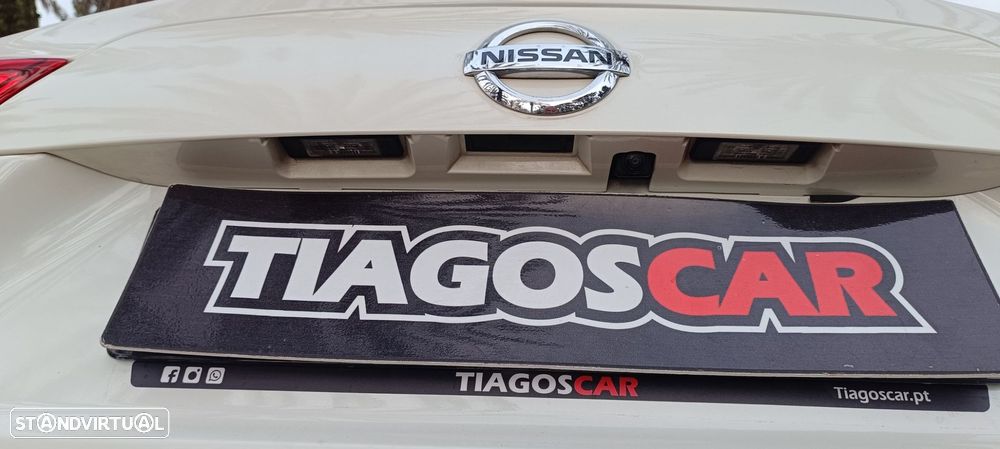 NISSAN
TIAGOSCAR
TIAGOSCAR Tiagoscar.pt
STANDVIRTUAL